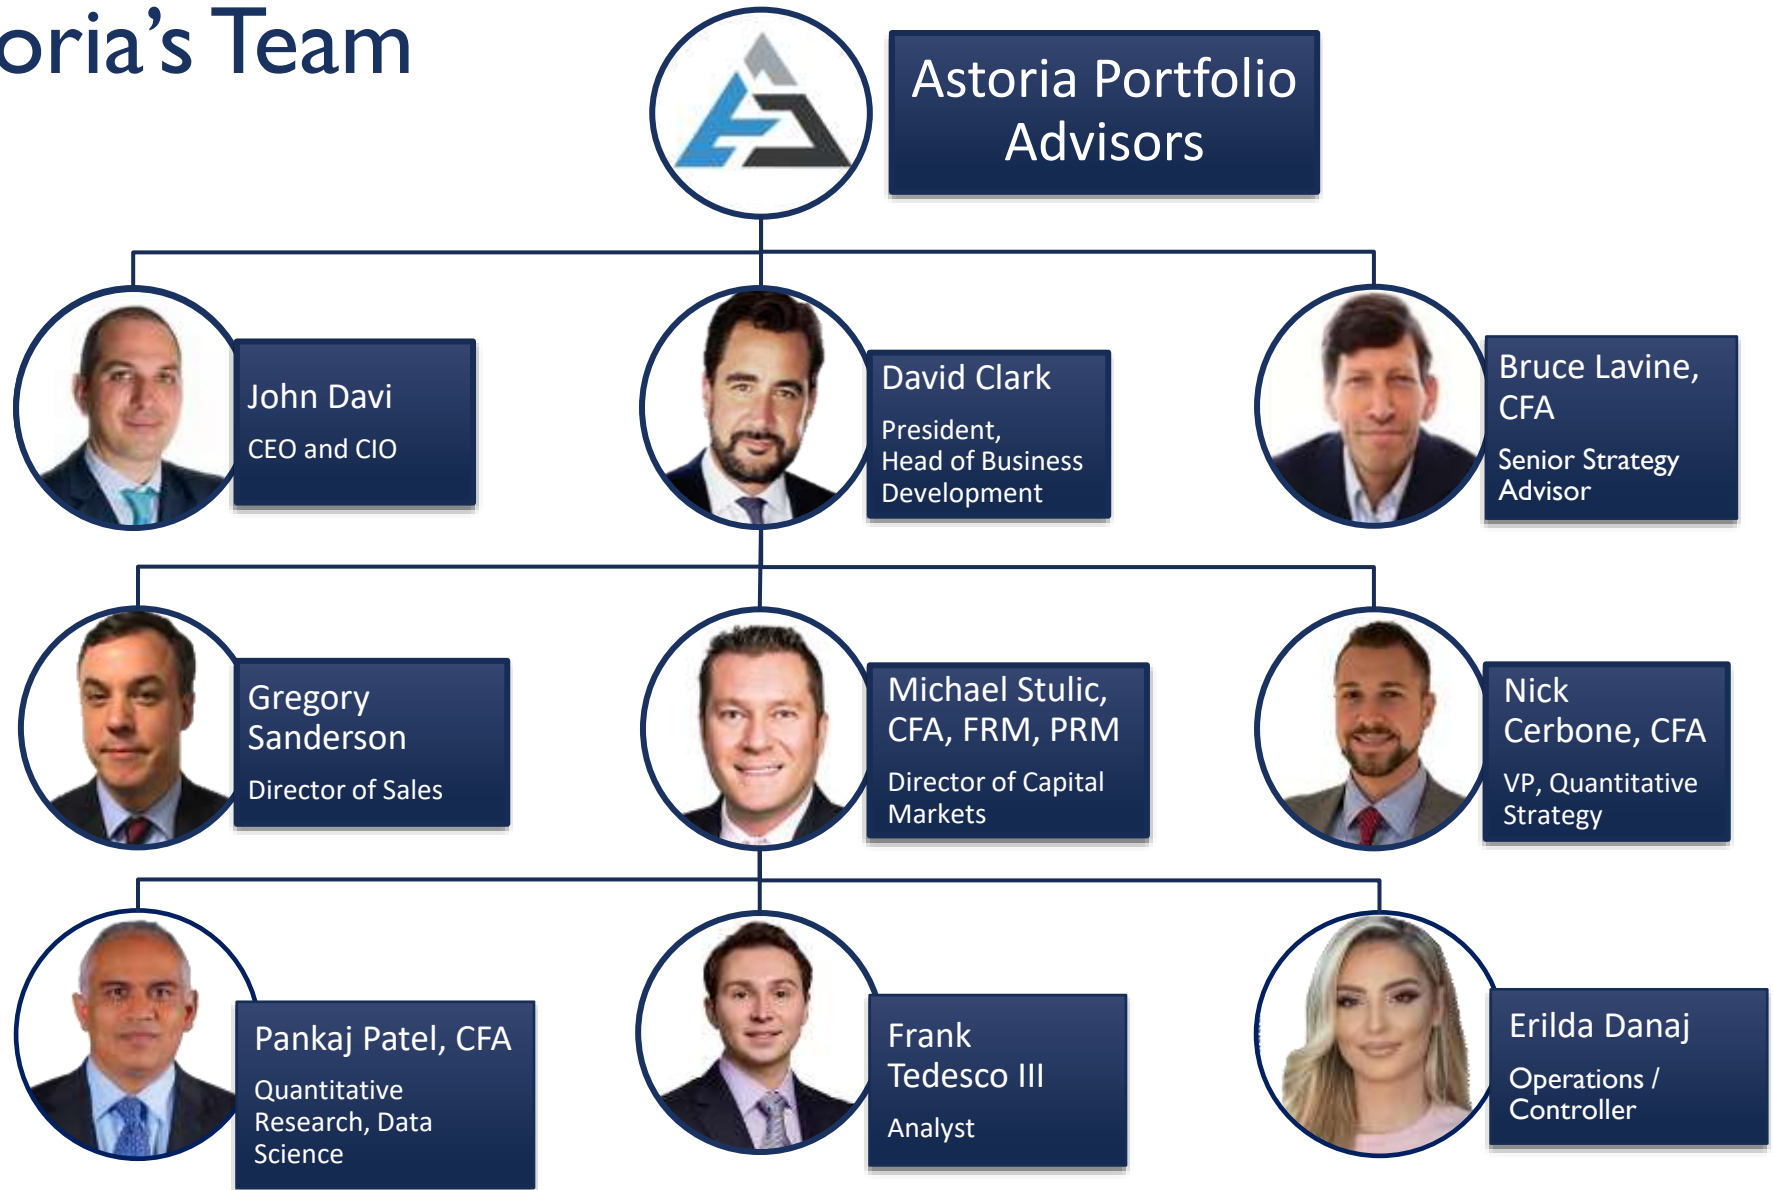 oria's Team
Astoria Portfolio
Advisors
John Davi
CEO and CIO
David Clark
President,
Head of Business
Development
Bruce Lavine,
CFA
Senior Strategy
Advisor
Gregory
Sanderson
Director of Sales
Michael Stulic,
CFA, FRM, PRM
Director of Capital
Markets
Nick
Cerbone, CFA
VP, Quantitative
Strategy
Pankaj Patel, CFA
Quantitative
Research, Data
Science
Frank
Tedesco III
Analyst
Erilda Danaj
Operations /
Controller